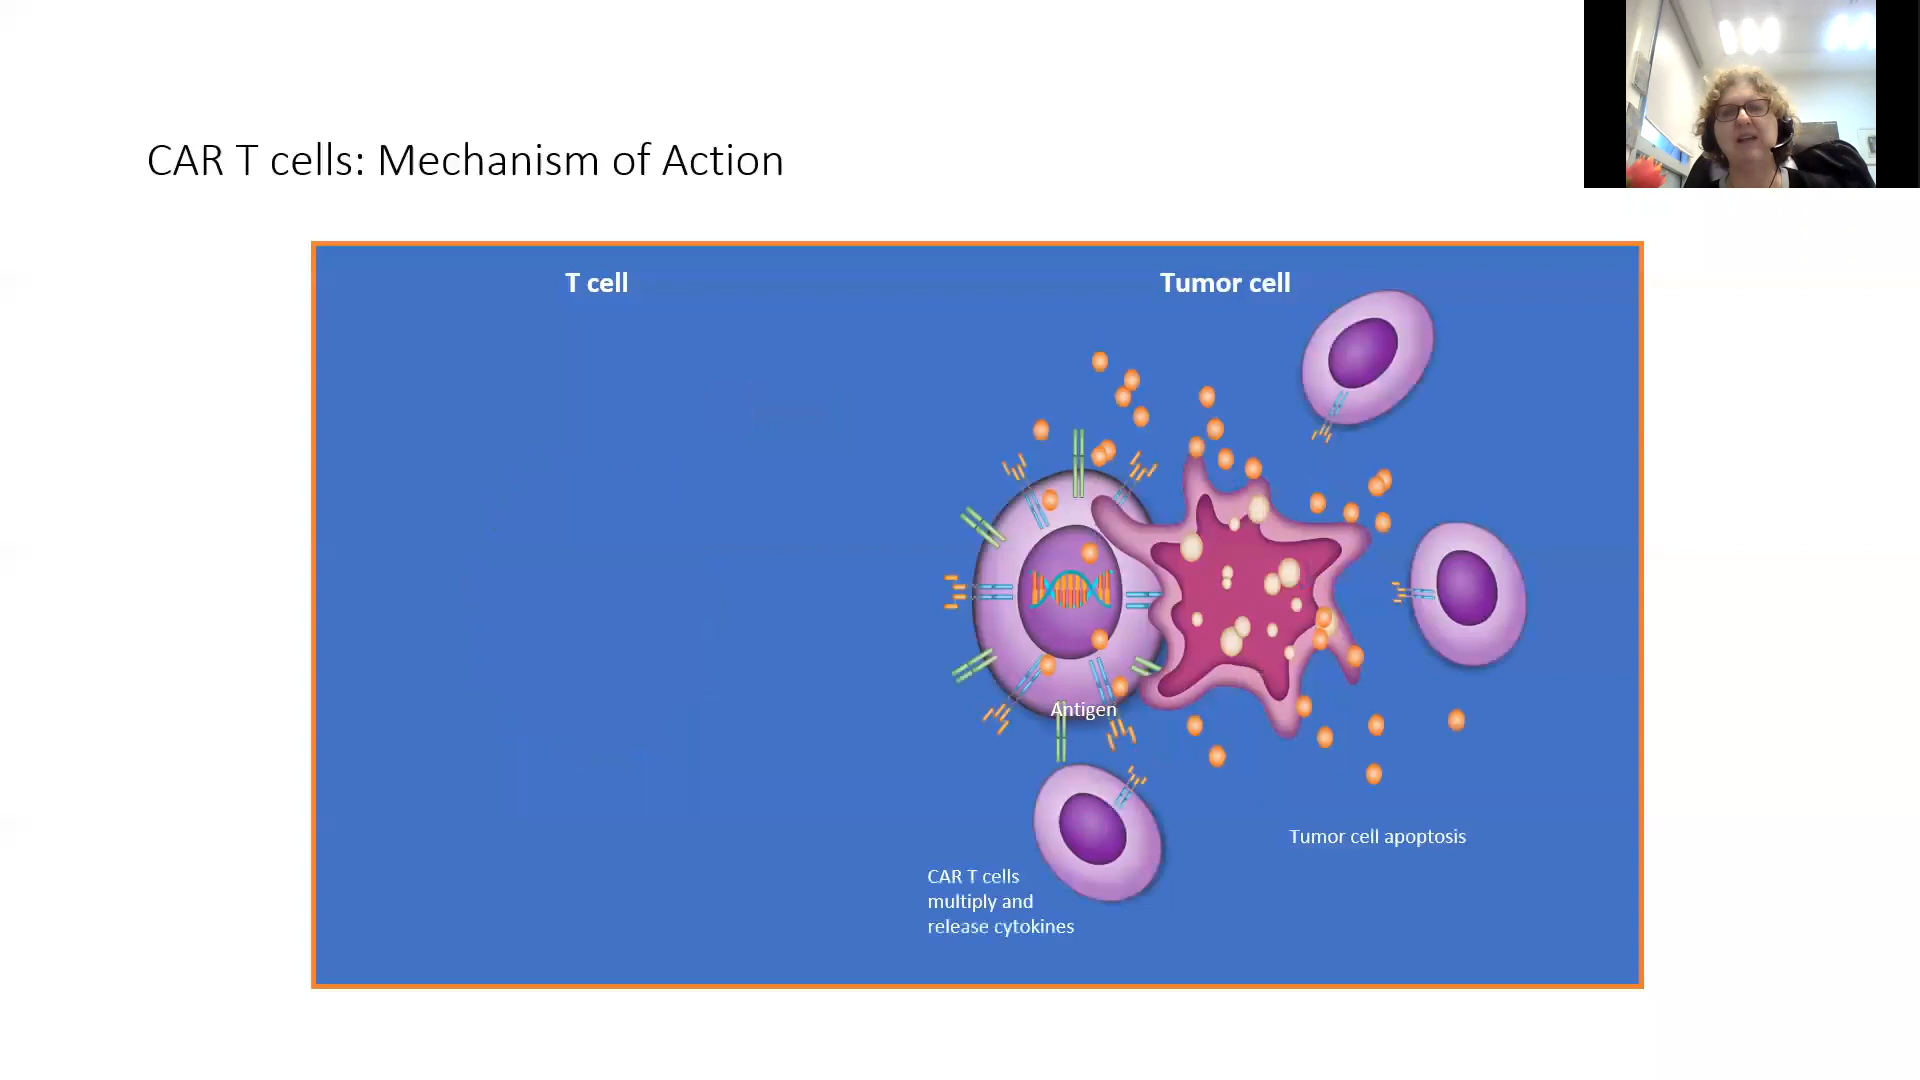 CAR T cells: Mechanism of Action
T cell
Tumor cell
Antigen
Tumor cell apoptosis
CAR T cells
multiply and
release cytokines